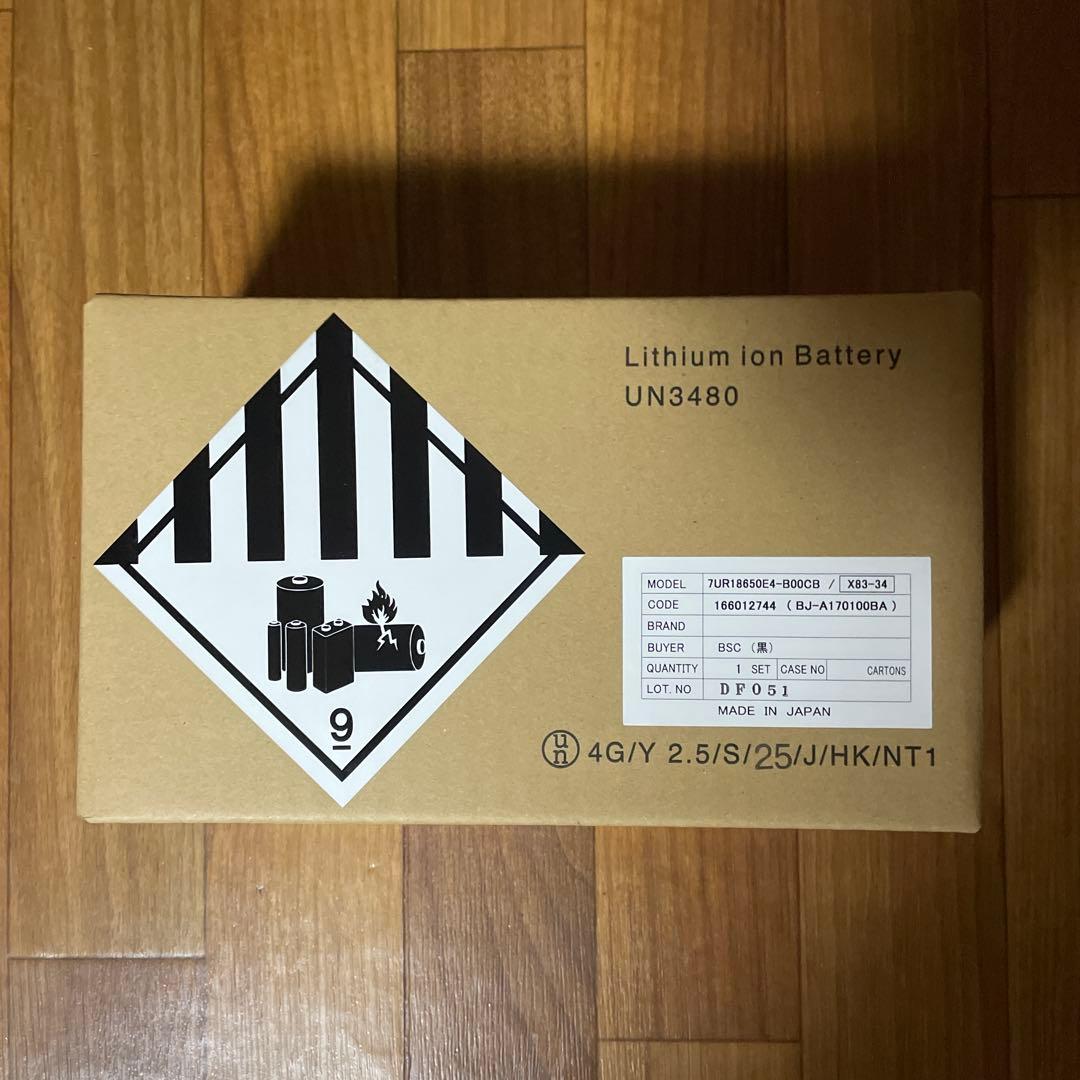 Lithium ion Battery
UN3480
MODEL 7UR18650E4-B00CB / X83-34
CODE 166012744 (BJ-A170100BA)
BRAND
BUYER BSC (黒)
QUANTITY 1 SET CASE NO CARTONS
LOT. NO DF051
MADE IN JAPAN
9
un 4G/Y 2.5/S/25/J/HK/NT1